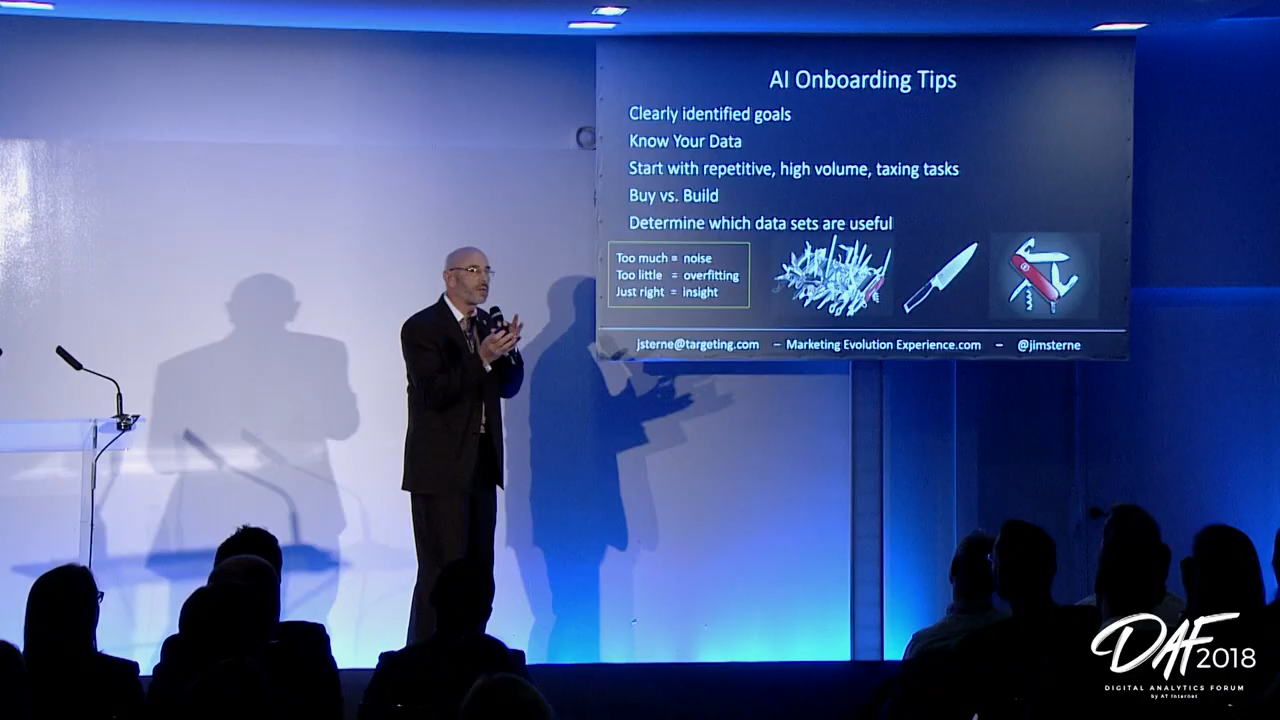 AI Onboarding Tips
Clearly identified goals
Know Your Data
Start with repetitive, high volume, taxing tasks
Buy vs. Build
Determine which data sets are useful
Too much = noise
Too little = overfitting
Just right = insight
jsterne@targeting.com – Marketing Evolution Experience.com – @jimsterne
DAF 2018
DIGITAL ANALYTICS FORUM
by AT Internet